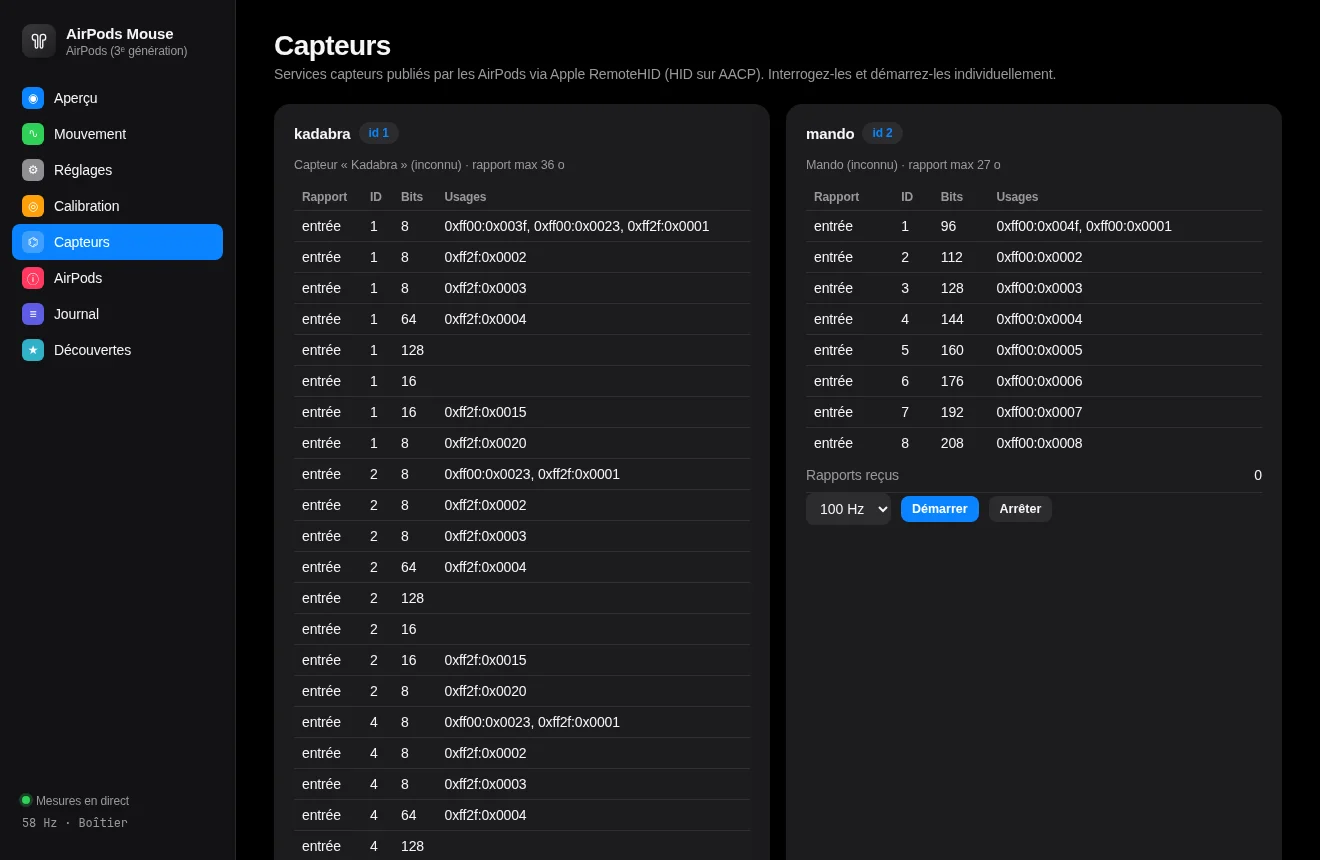 AirPods Mouse
AirPods (3ᵉ génération)
Aperçu
Mouvement
Réglages
Calibration
Capteurs
AirPods
Journal
Découvertes
Mesures en direct
58 Hz · Boîtier
Capteurs
Services capteurs publiés par les AirPods via Apple RemoteHID (HID sur AACP). Interrogez-les et démarrez-les individuellement.
kadabra id 1
Capteur « Kadabra » (inconnu) · rapport max 36 o
Rapport ID Bits Usages
entrée 1 8 0xff00:0x003f, 0xff00:0x0023, 0xff2f:0x0001
entrée 1 8 0xff2f:0x0002
entrée 1 8 0xff2f:0x0003
entrée 1 64 0xff2f:0x0004
entrée 1 128
entrée 1 16
entrée 1 16 0xff2f:0x0015
entrée 1 8 0xff2f:0x0020
entrée 2 8 0xff00:0x0023, 0xff2f:0x0001
entrée 2 8 0xff2f:0x0002
entrée 2 8 0xff2f:0x0003
entrée 2 64 0xff2f:0x0004
entrée 2 128
entrée 2 16
entrée 2 16 0xff2f:0x0015
entrée 2 8 0xff2f:0x0020
entrée 4 8 0xff00:0x0023, 0xff2f:0x0001
entrée 4 8 0xff2f:0x0002
entrée 4 8 0xff2f:0x0003
entrée 4 64 0xff2f:0x0004
entrée 4 128
mando id 2
Mando (inconnu) · rapport max 27 o
Rapport ID Bits Usages
entrée 1 96 0xff00:0x004f, 0xff00:0x0001
entrée 2 112 0xff00:0x0002
entrée 3 128 0xff00:0x0003
entrée 4 144 0xff00:0x0004
entrée 5 160 0xff00:0x0005
entrée 6 176 0xff00:0x0006
entrée 7 192 0xff00:0x0007
entrée 8 208 0xff00:0x0008
Rapports reçus 0
100 Hz Démarrer Arrêter